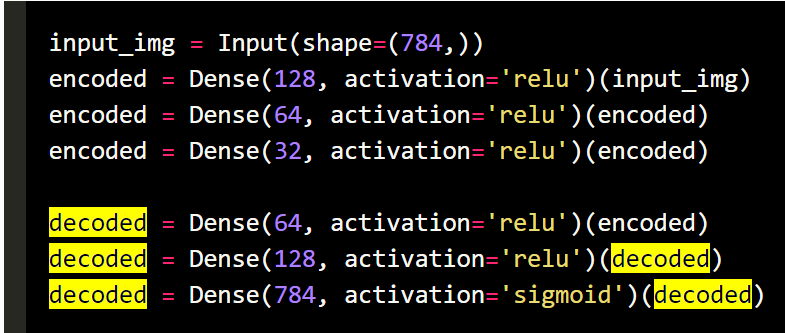 input_img = Input(shape=(784,))
encoded = Dense(128, activation='relu')(input_img)
encoded = Dense(64, activation='relu')(encoded)
encoded = Dense(32, activation='relu')(encoded)
decoded = Dense(64, activation='relu')(encoded)
decoded = Dense(128, activation='relu')(decoded)
decoded = Dense(784, activation='sigmoid')(decoded)